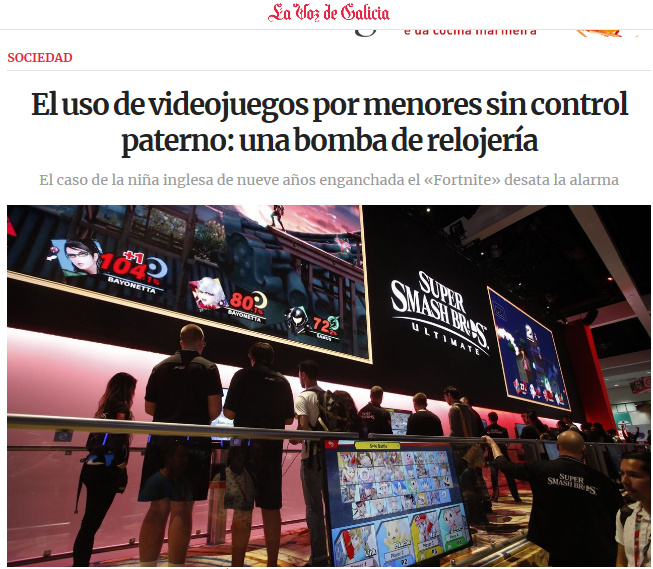 La Voz de Galicia
e da cociña mariñeira
SOCIEDAD
El uso de videojuegos por menores sin control
paterno: una bomba de relojería
El caso de la niña inglesa de nueve años enganchada el «Fortnite» desata la alarma
+1
104
BAYONETTA
80
BAYONETTA
72
SUPER
SMASH BROS.
ULTIMATE
SUPER
SMASH BROS.